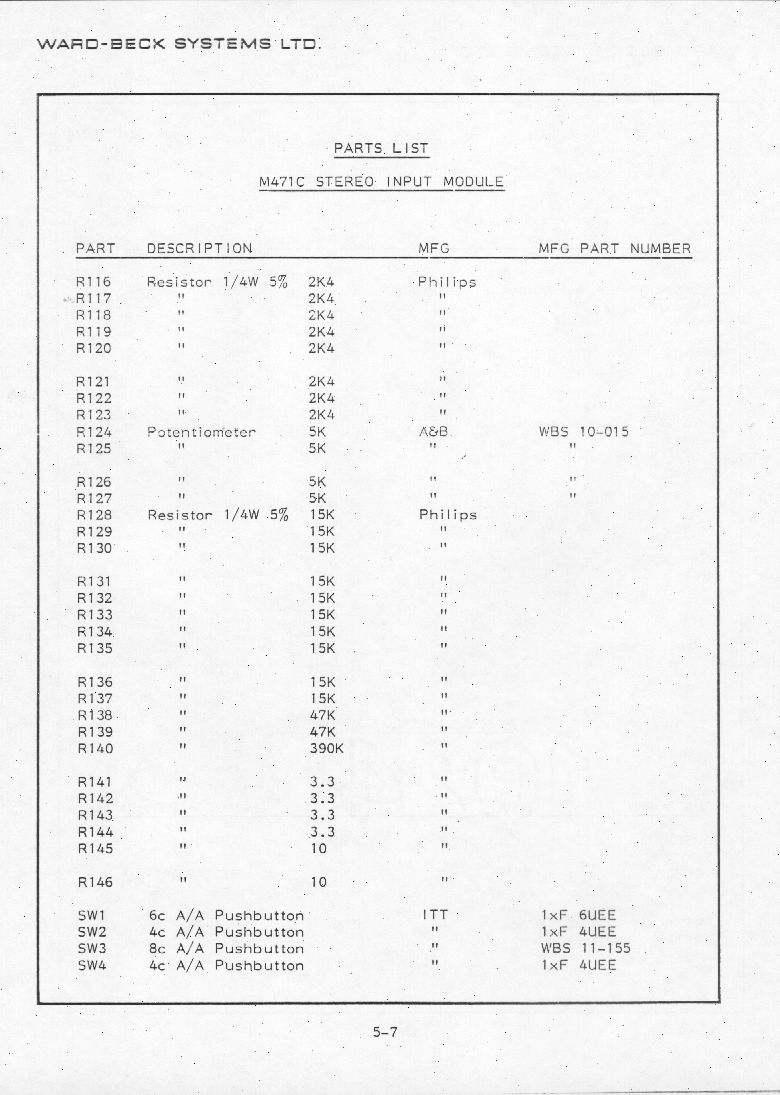 WARD-BECK SYSTEMS LTD.
PARTS LIST
M471C STEREO INPUT MODULE
PART DESCRIPTION MFG MFG PART NUMBER
R116 Resistor 1/4W 5% 2K4 Philips
R117 " 2K4 "
R118 " 2K4 "
R119 " 2K4 "
R120 " 2K4 "
R121 " 2K4 "
R122 " 2K4 "
R123 " 2K4 "
R124 Potentiometer 5K A&B WBS 10-015
R125 " 5K " "
R126 " 5K " "
R127 " 5K " "
R128 Resistor 1/4W 5% 15K Philips
R129 " 15K "
R130 " 15K "
R131 " 15K "
R132 " 15K "
R133 " 15K "
R134 " 15K "
R135 " 15K "
R136 " 15K "
R137 " 15K "
R138 " 47K "
R139 " 47K "
R140 " 390K "
R141 " 3.3 "
R142 " 3.3 "
R143 " 3.3 "
R144 " 3.3 "
R145 " 10 "
R146 " 10 "
SW1 6c A/A Pushbutton ITT 1xF 6UEE
SW2 4c A/A Pushbutton " 1xF 4UEE
SW3 8c A/A Pushbutton " WBS 11-155
SW4 4c A/A Pushbutton " 1xF 4UEE
5-7